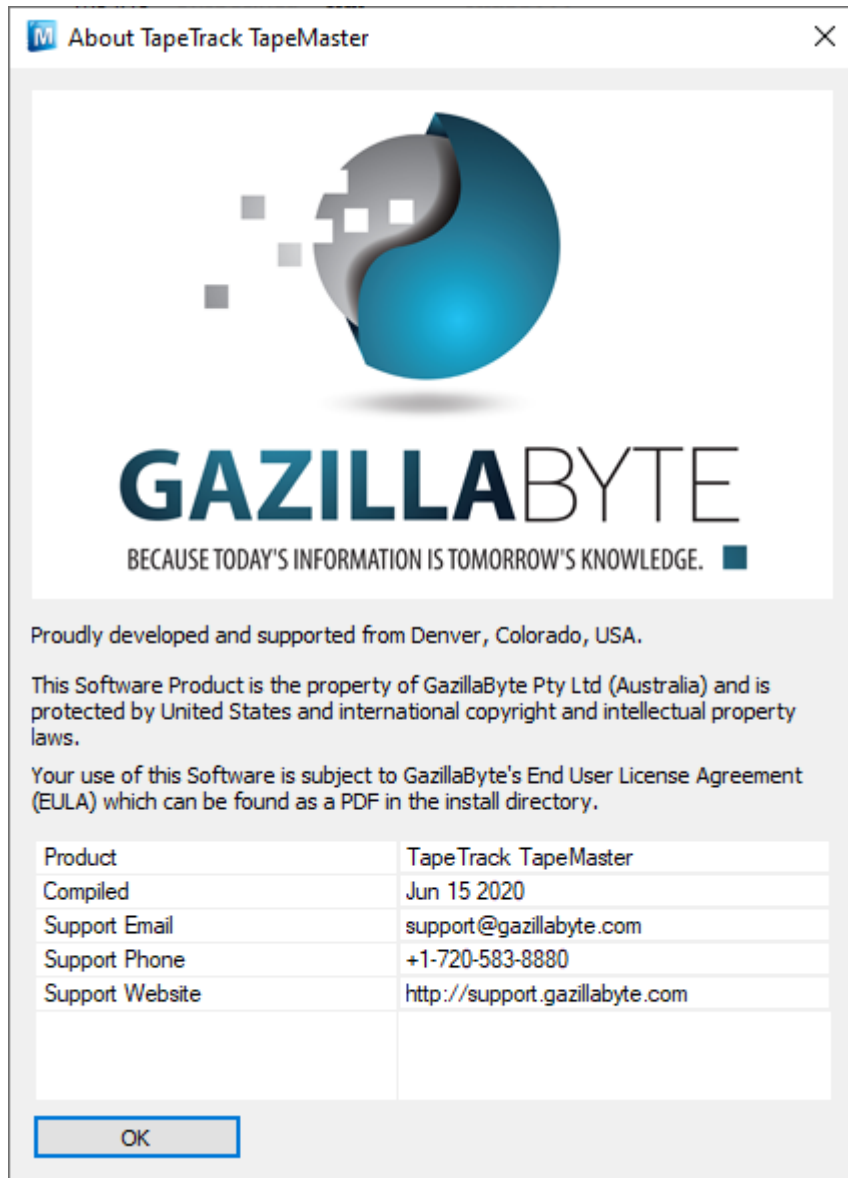 About TapeTrack TapeMaster
GAZILLABYTE
BECAUSE TODAY'S INFORMATION IS TOMORROW'S KNOWLEDGE.
Proudly developed and supported from Denver, Colorado, USA.
This Software Product is the property of GazillaByte Pty Ltd (Australia) and is
protected by United States and international copyright and intellectual property
laws.
Your use of this Software is subject to GazillaByte's End User License Agreement
(EULA) which can be found as a PDF in the install directory.
Product TapeTrack TapeMaster
Compiled Jun 15 2020
Support Email support@gazillabyte.com
Support Phone +1-720-583-8880
Support Website http://support.gazillabyte.com
OK